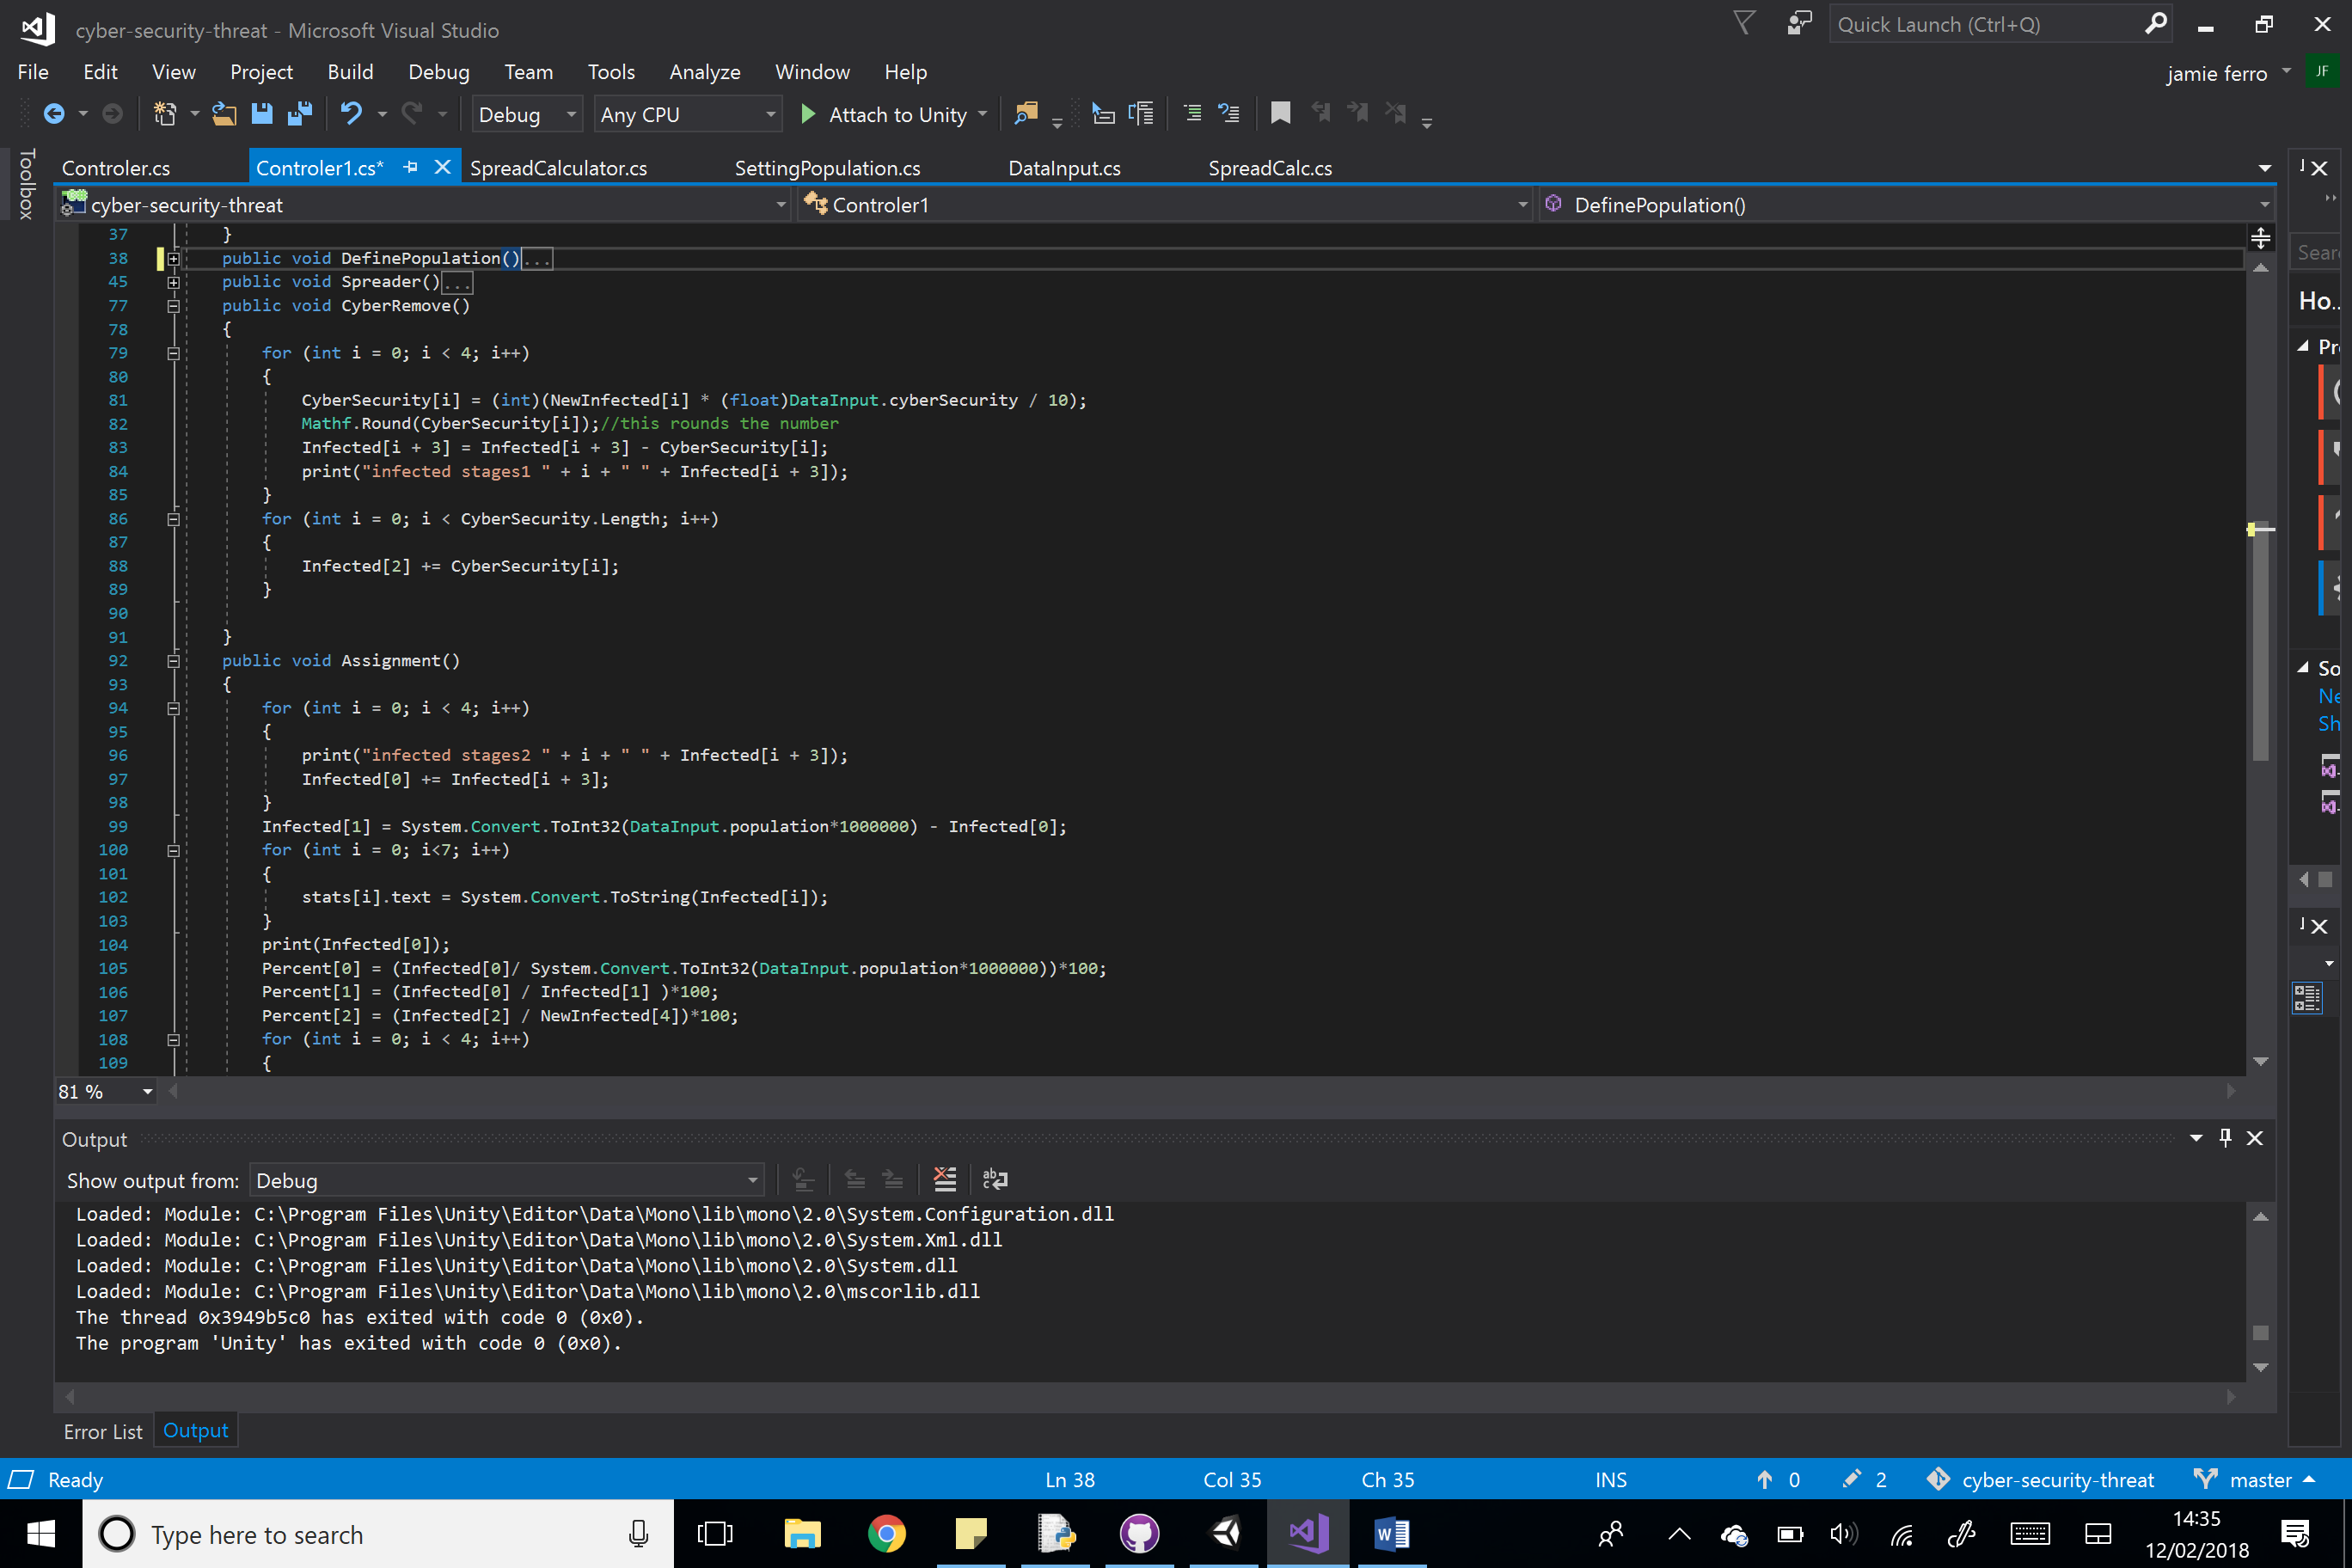 cyber-security-threat - Microsoft Visual Studio
Quick Launch (Ctrl+Q)
File Edit View Project Build Debug Team Tools Analyze Window Help
jamie ferro
JF
Debug Any CPU Attach to Unity
Toolbox
Controler.cs Controler1.cs* SpreadCalculator.cs SettingPopulation.cs DataInput.cs SpreadCalc.cs
cyber-security-threat Controler1 DefinePopulation()
37 }
38 public void DefinePopulation()...
45 public void Spreader()...
77 public void CyberRemove()
78 {
79 for (int i = 0; i < 4; i++)
80 {
81 CyberSecurity[i] = (int)(NewInfected[i] * (float)DataInput.cyberSecurity / 10);
82 Mathf.Round(CyberSecurity[i]);//this rounds the number
83 Infected[i + 3] = Infected[i + 3] - CyberSecurity[i];
84 print("infected stages1 " + i + " " + Infected[i + 3]);
85 }
86 for (int i = 0; i < CyberSecurity.Length; i++)
87 {
88 Infected[2] += CyberSecurity[i];
89 }
90
91 }
92 public void Assignment()
93 {
94 for (int i = 0; i < 4; i++)
95 {
96 print("infected stages2 " + i + " " + Infected[i + 3]);
97 Infected[0] += Infected[i + 3];
98 }
99 Infected[1] = System.Convert.ToInt32(DataInput.population*1000000) - Infected[0];
100 for (int i = 0; i<7; i++)
101 {
102 stats[i].text = System.Convert.ToString(Infected[i]);
103 }
104 print(Infected[0]);
105 Percent[0] = (Infected[0]/ System.Convert.ToInt32(DataInput.population*1000000))*100;
106 Percent[1] = (Infected[0] / Infected[1] )*100;
107 Percent[2] = (Infected[2] / NewInfected[4])*100;
108 for (int i = 0; i < 4; i++)
109 {
81 %
Sear
Ho..
Pr
So
Ne
Sh
Output
Show output from: Debug
Loaded: Module: C:\Program Files\Unity\Editor\Data\Mono\lib\mono\2.0\System.Configuration.dll
Loaded: Module: C:\Program Files\Unity\Editor\Data\Mono\lib\mono\2.0\System.Xml.dll
Loaded: Module: C:\Program Files\Unity\Editor\Data\Mono\lib\mono\2.0\System.dll
Loaded: Module: C:\Program Files\Unity\Editor\Data\Mono\lib\mono\2.0\mscorlib.dll
The thread 0x3949b5c0 has exited with code 0 (0x0).
The program 'Unity' has exited with code 0 (0x0).
Error List Output
Ready Ln 38 Col 35 Ch 35 INS 0 2 cyber-security-threat master
Type here to search
14:35
12/02/2018